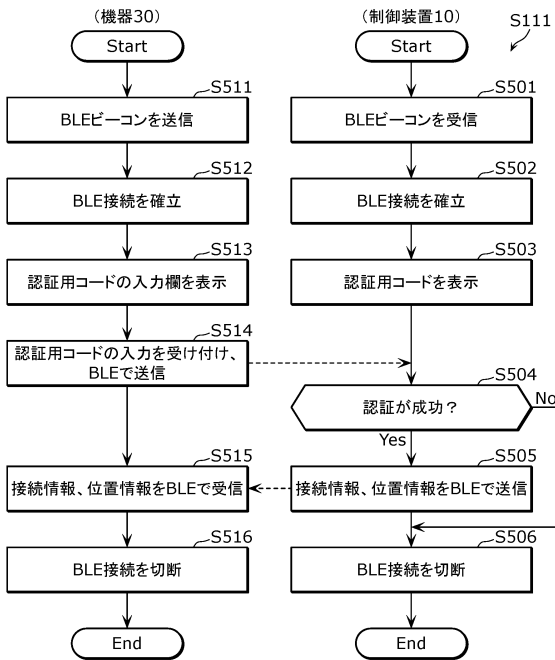 (機器30)
(制御装置10)
S111
Start
Start
S511
BLEビーコンを送信
S501
BLEビーコンを受信
S512
BLE接続を確立
S502
BLE接続を確立
S513
認証用コードの入力欄を表示
S503
認証用コードを表示
S514
認証用コードの入力を受け付け、
BLEで送信
S504
認証が成功？
No
Yes
S515
接続情報、位置情報をBLEで受信
S505
接続情報、位置情報をBLEで送信
S516
BLE接続を切断
S506
BLE接続を切断
End
End